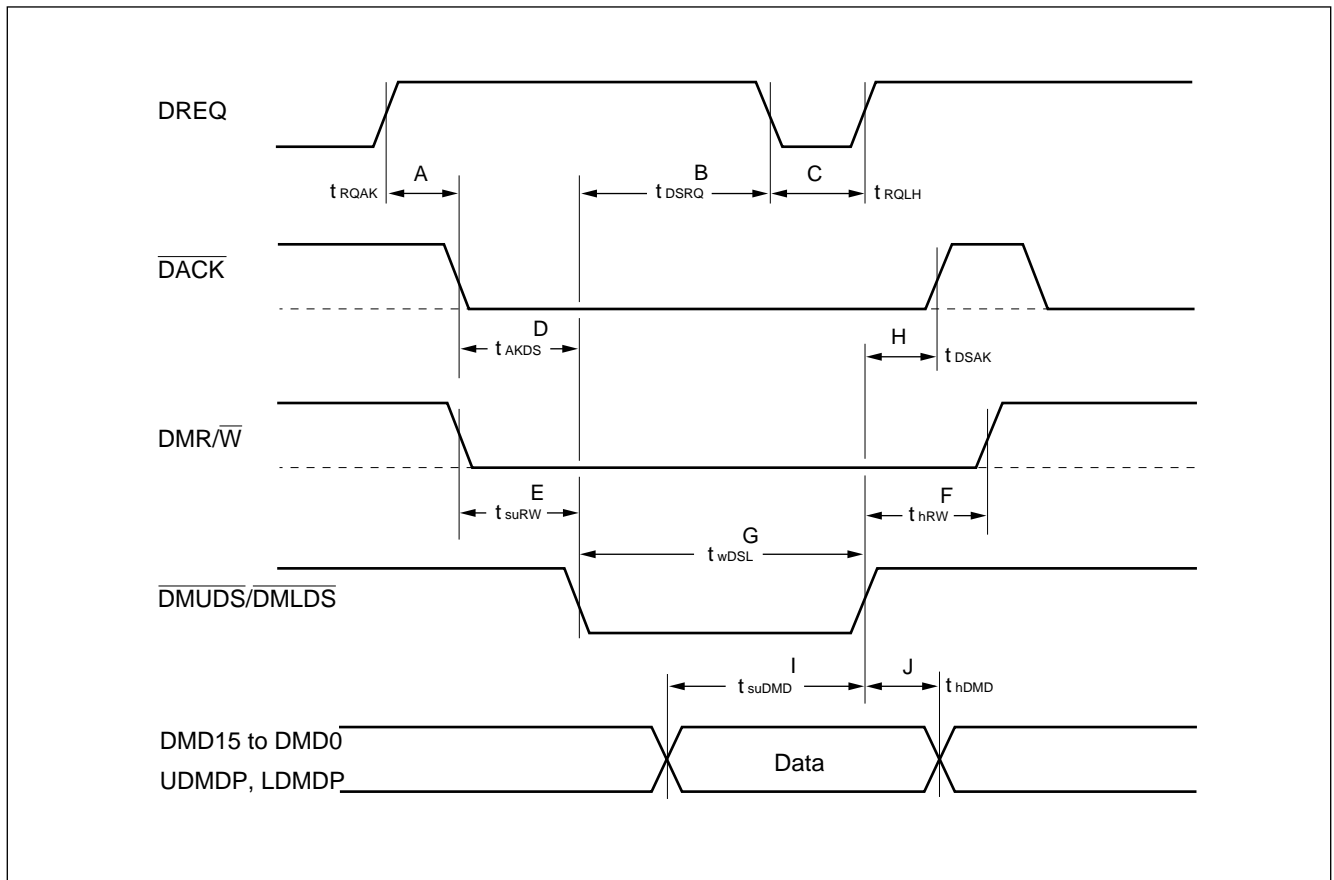 DREQ
A
B
C
t RQAK
t DSRQ
t RQLH
DACK
D
H
t AKDS
t DSAK
DMR/W
E
F
t suRW
t hRW
G
t wDSL
DMUDS/DMLDS
I
J
t suDMD
t hDMD
DMD15 to DMD0
Data
UDMDP, LDMDP